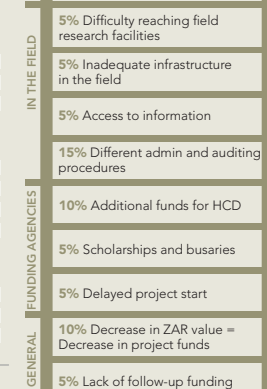 IN THE FIELD
5% Difficulty reaching field
research facilities
5% Inadequate infrastructure
in the field
5% Access to information
15% Different admin and auditing
procedures
FUNDING AGENCIES
10% Additional funds for HCD
5% Scholarships and busaries
5% Delayed project start
GENERAL
10% Decrease in ZAR value =
Decrease in project funds
5% Lack of follow-up funding